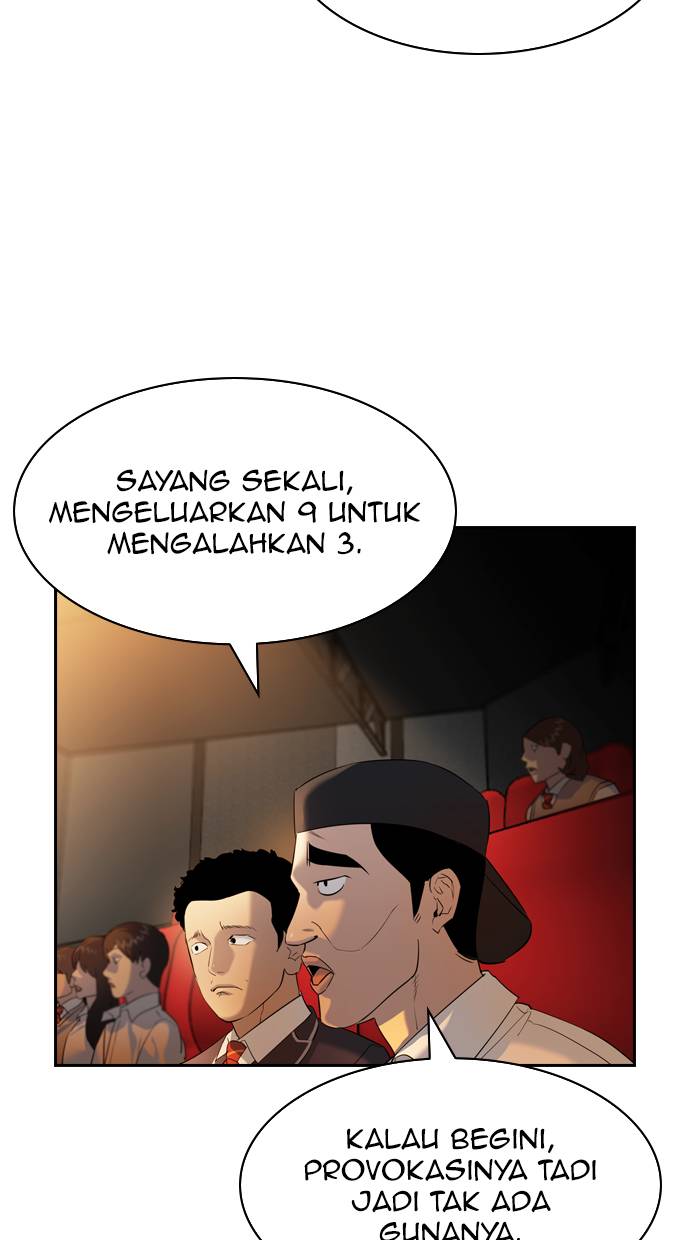 SAYANG SEKALI,
MENGELUARKAN 9 UNTUK
MENGALAHKAN 3.
KALAU BEGINI,
PROVOKASINYA TADI
JADI TAK ADA
GUNANYA.